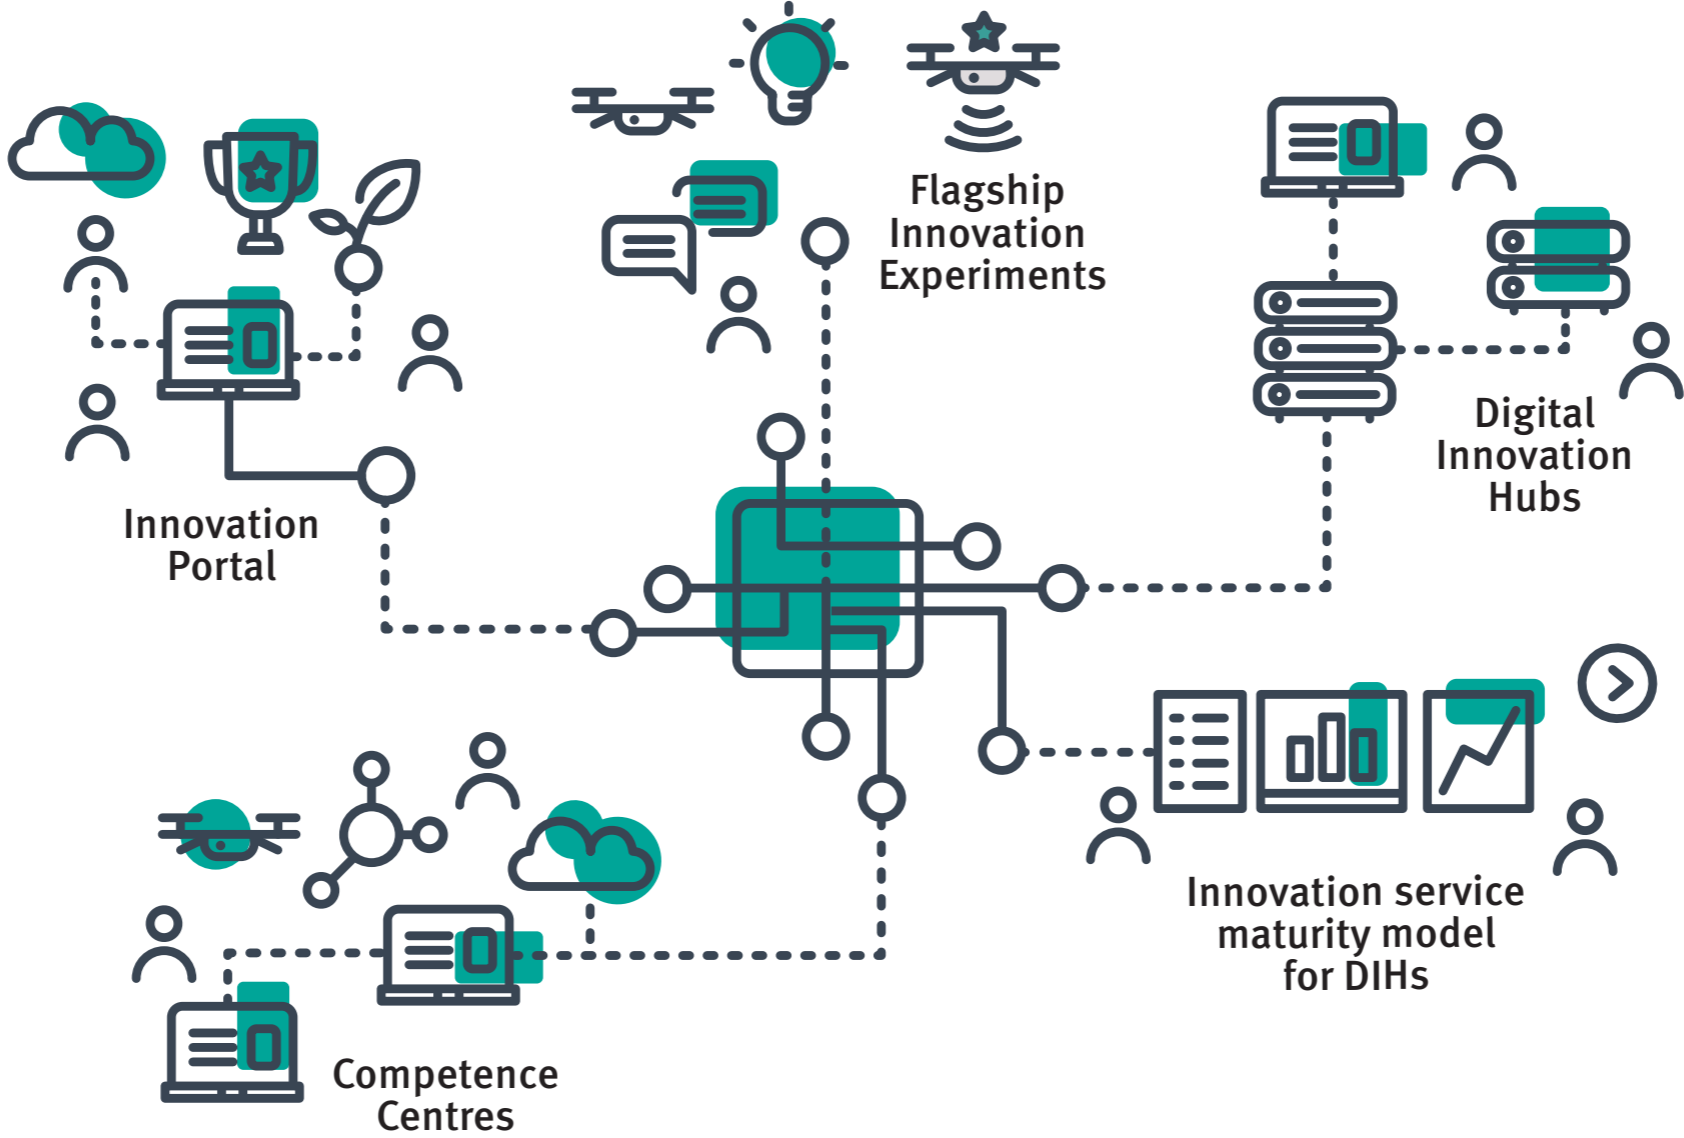 Flagship
Innovation
Experiments
Digital
Innovation
Hubs
Innovation
Portal
Innovation service
maturity model
for DIHs
Competence
Centres